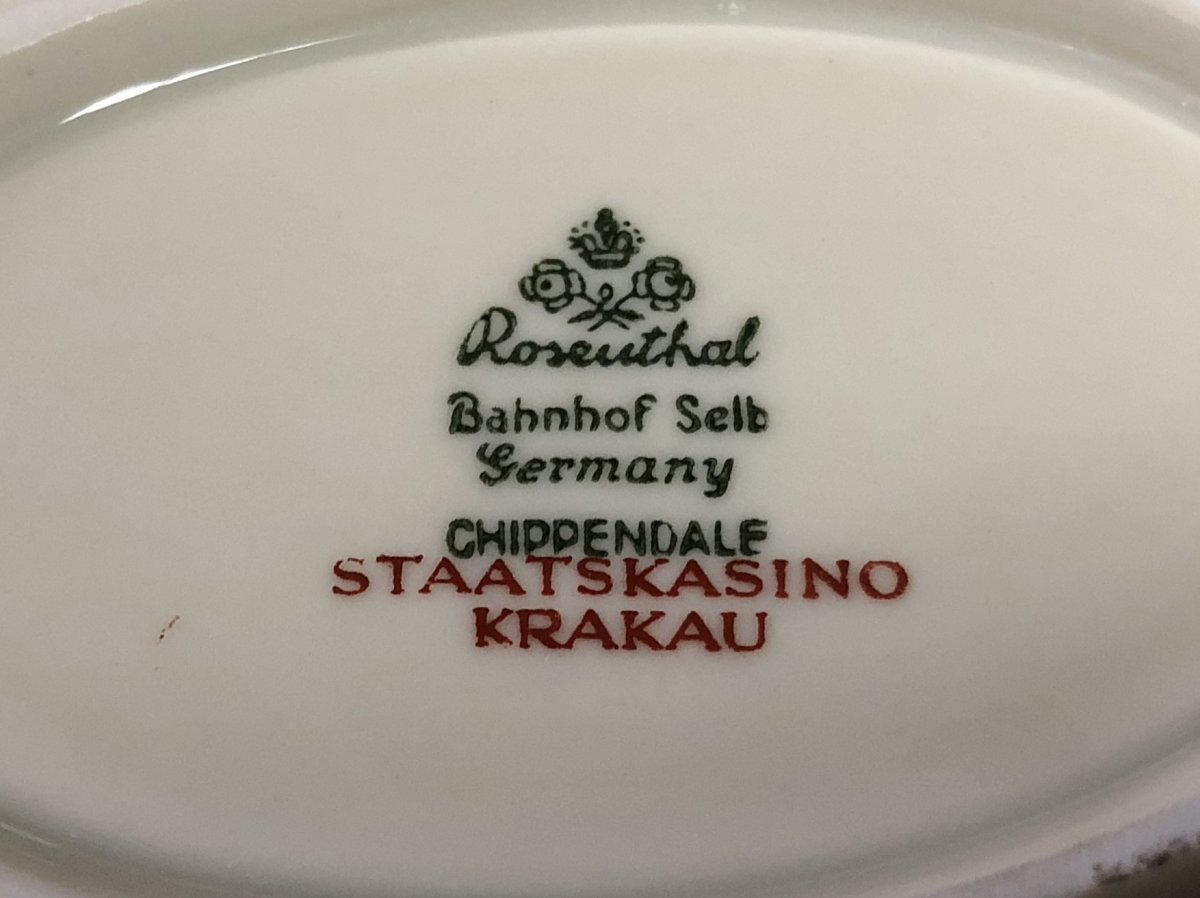 Rosenthal
Bahnhof Selb
Germany
CHIPPENDALE
STAATSKASINO
KRAKAU